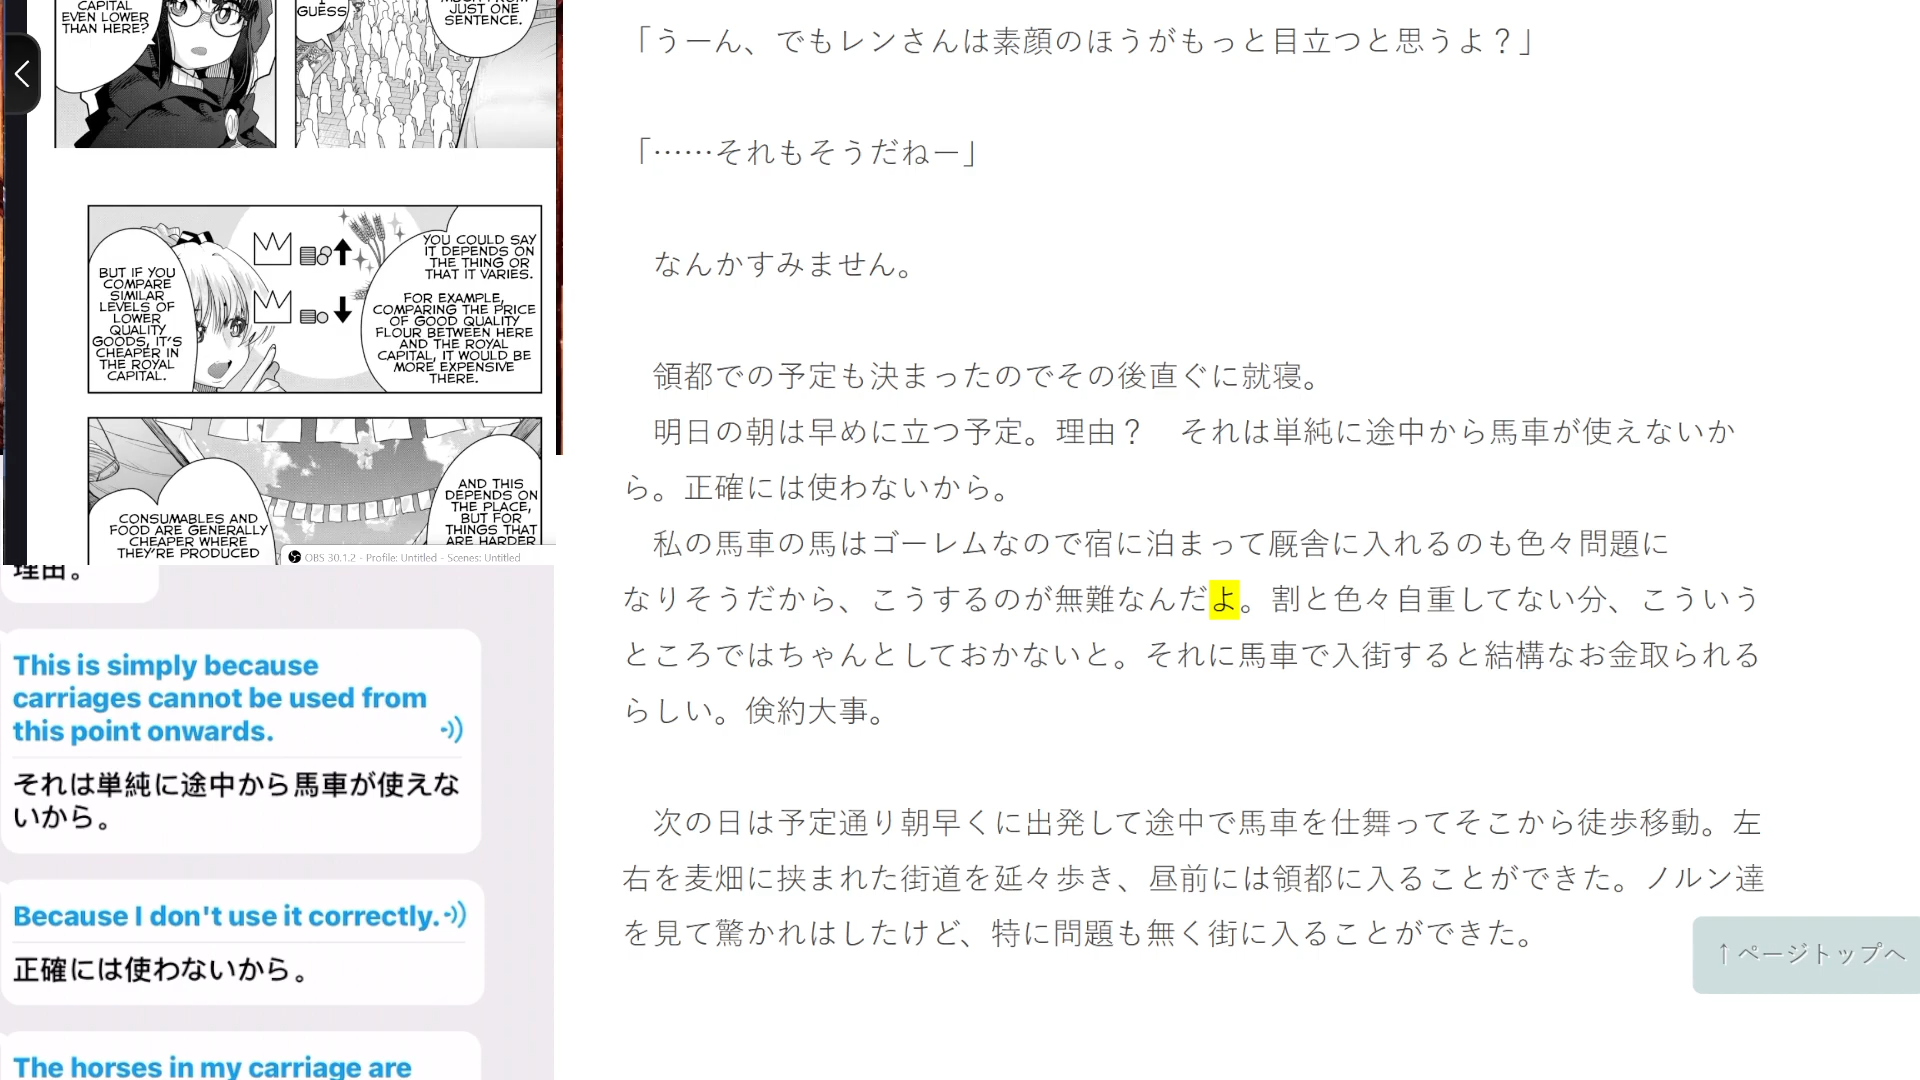 CAPITAL
EVEN LOWER
THAN HERE?
GUESS
JUST ONE
SENTENCE.
YOU COULD SAY
IT DEPENDS ON
THE THING OR
THAT IT VARIES.
FOR EXAMPLE,
COMPARING THE PRICE
OF GOOD QUALITY
FLOUR BETWEEN HERE
AND THE ROYAL
CAPITAL, IT WOULD BE
MORE EXPENSIVE
THERE.
BUT IF YOU
COMPARE
SIMILAR
LEVELS OF
LOWER
QUALITY
GOODS, IT'S
CHEAPER IN
THE ROYAL
CAPITAL.
AND THIS
DEPENDS ON
THE PLACE,
BUT FOR
THINGS THAT
ARE HARDER
CONSUMABLES AND
FOOD ARE GENERALLY
CHEAPER WHERE
THEY'RE PRODUCED
OBS 30.1.2 - Profile: Untitled - Scenes: Untitled
理由。
This is simply because
carriages cannot be used from
this point onwards.
それは単純に途中から馬車が使えな
いから。
Because I don't use it correctly.
正確には使わないから。
The horses in my carriage are
「うーん、でもレンさんは素顔のほうがもっと目立つと思うよ？」
「……それもそうだねー」
なんかすみません。
領都での予定も決まったのでその後直ぐに就寝。
明日の朝は早めに立つ予定。理由？　それは単純に途中から馬車が使えないか
ら。正確には使わないから。
私の馬車の馬はゴーレムなので宿に泊まって厩舎に入れるのも色々問題に
なりそうだから、こうするのが無難なんだよ。割と色々自重してない分、こういう
ところではちゃんとしておかないと。それに馬車で入街すると結構なお金取られる
らしい。倹約大事。
次の日は予定通り朝早くに出発して途中で馬車を仕舞ってそこから徒歩移動。左
右を麦畑に挟まれた街道を延々歩き、昼前には領都に入ることができた。ノルン達
を見て驚かれはしたけど、特に問題も無く街に入ることができた。
↑ページトップへ